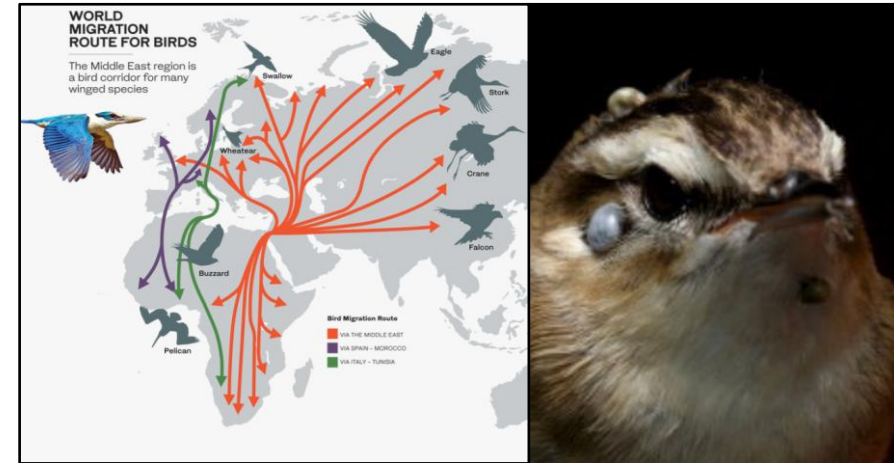 WORLD
MIGRATION
ROUTE FOR BIRDS
The Middle East region is
a bird corridor for many
winged species
Eagle
Swallow
Stork
Wheatear
Crane
Falcon
Buzzard
Pelican
Bird Migration Route
VIA THE MIDDLE EAST
VIA SPAIN – MOROCCO
VIA ITALY – TUNISIA